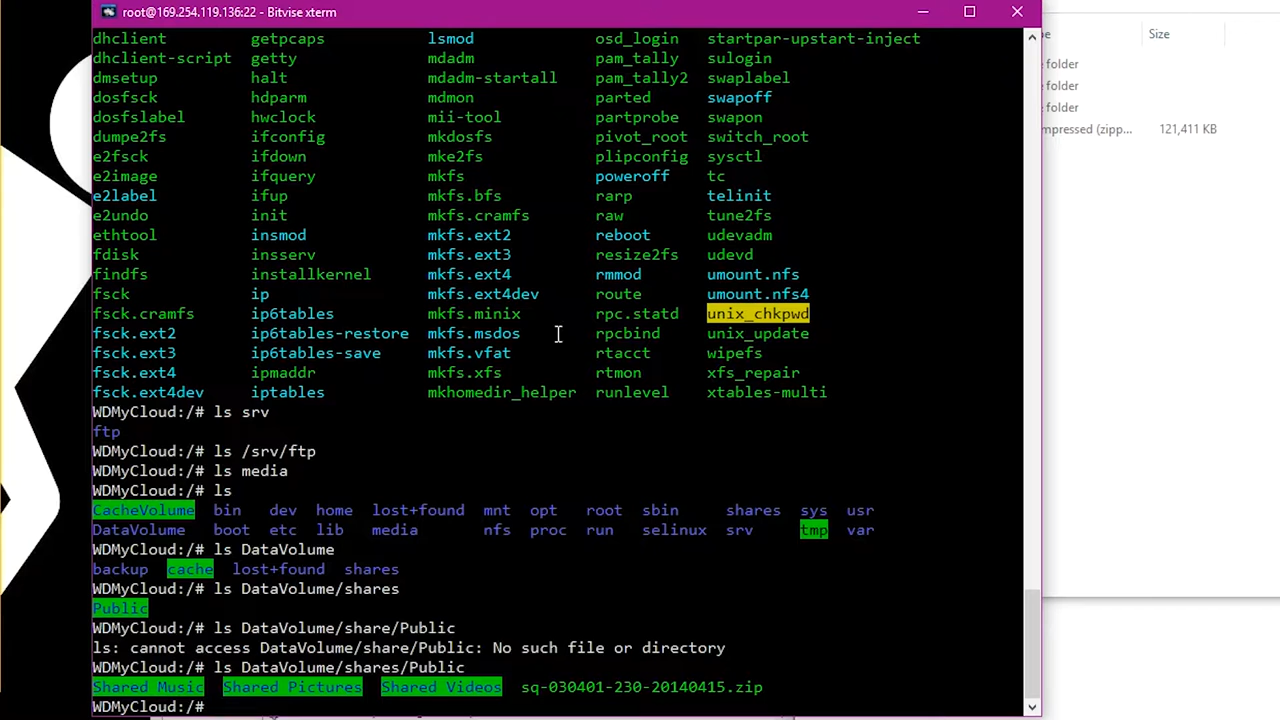 root@169.254.119.136:22 - Bitvise xterm
dhclient getpcaps lsmod osd_login startpar-upstart-inject
dhclient-script getty mdadm pam_tally sulogin
dmsetup halt mdadm-startall pam_tally2 swaplabel
dosfsck hdparm mdmon parted swapoff
dosfslabel hwclock mii-tool partprobe swapon
dumpe2fs ifconfig mkdosfs pivot_root switch_root
e2fsck ifdown mke2fs plipconfig sysctl
e2image ifquery mkfs poweroff tc
e2label ifup mkfs.bfs rarp telinit
e2undo init mkfs.cramfs raw tune2fs
ethtool insmod mkfs.ext2 reboot udevadm
fdisk insserv mkfs.ext3 resize2fs udevd
findfs installkernel mkfs.ext4 rmmod umount.nfs
fsck ip mkfs.ext4dev route umount.nfs4
fsck.cramfs ip6tables mkfs.minix rpc.statd unix_chkpwd
fsck.ext2 ip6tables-restore mkfs.msdos rpcbind unix_update
fsck.ext3 ip6tables-save mkfs.vfat rtacct wipefs
fsck.ext4 ipmaddr mkfs.xfs rtmon xfs_repair
fsck.ext4dev iptables mkhomedir_helper runlevel xtables-multi
WDMyCloud:/# ls srv
ftp
WDMyCloud:/# ls /srv/ftp
WDMyCloud:/# ls media
WDMyCloud:/# ls
CacheVolume bin dev home lost+found mnt opt root sbin shares sys usr
DataVolume boot etc lib media nfs proc run selinux srv tmp var
WDMyCloud:/# ls DataVolume
backup cache lost+found shares
WDMyCloud:/# ls DataVolume/shares
Public
WDMyCloud:/# ls DataVolume/share/Public
ls: cannot access DataVolume/share/Public: No such file or directory
WDMyCloud:/# ls DataVolume/shares/Public
Shared Music Shared Pictures Shared Videos sq-030401-230-20140415.zip
WDMyCloud:/#
pe Size
folder
folder
folder
mpressed (zipp... 121,411 KB